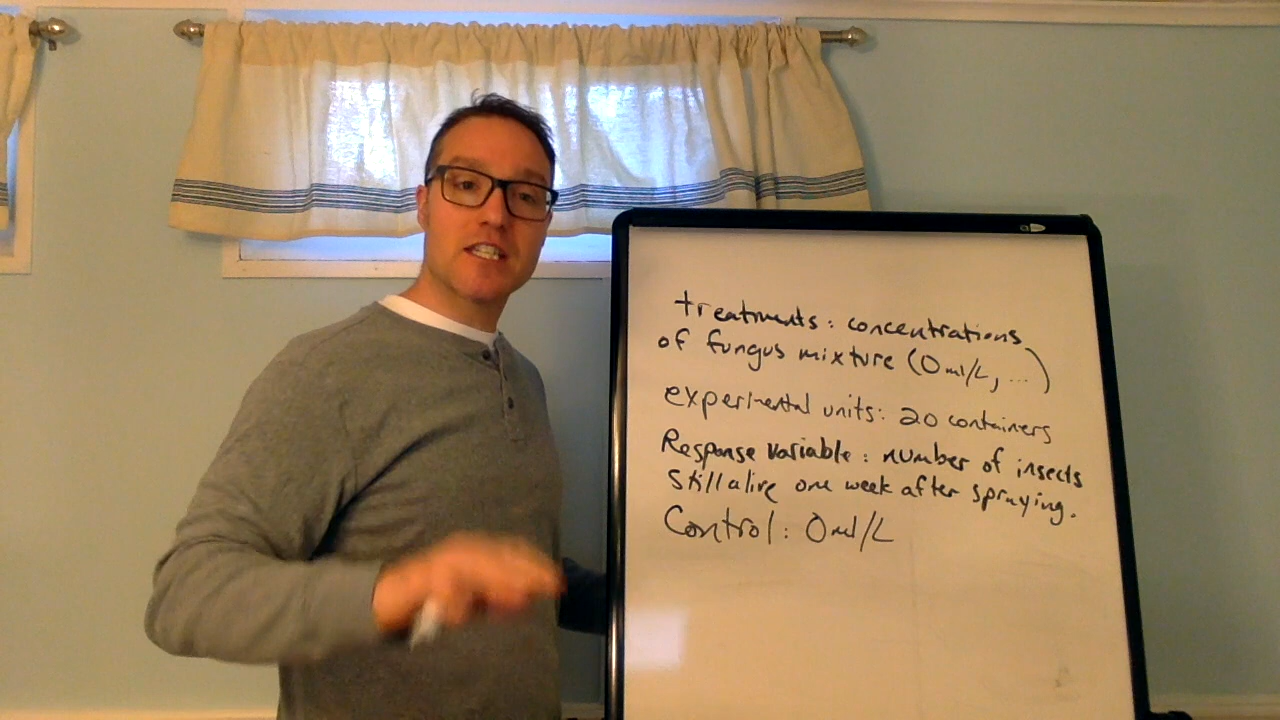 treatments: concentrations
of fungus mixture (0ml/L, ...)
experimental units: 20 containers
Response variable: number of insects
still alive one week after spraying.
Control: 0ml/L